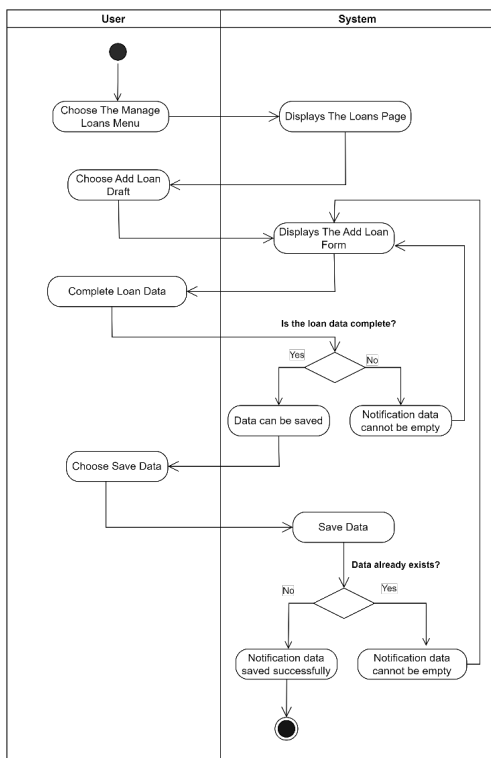 User
System
Choose The Manage
Loans Menu
Displays The Loans Page
Choose Add Loan
Draft
Displays The Add Loan
Form
Complete Loan Data
Is the loan data complete?
Yes
No
Data can be saved
Notification data
cannot be empty
Choose Save Data
Save Data
Data already exists?
No
Yes
Notification data
saved successfully
Notification data
cannot be empty